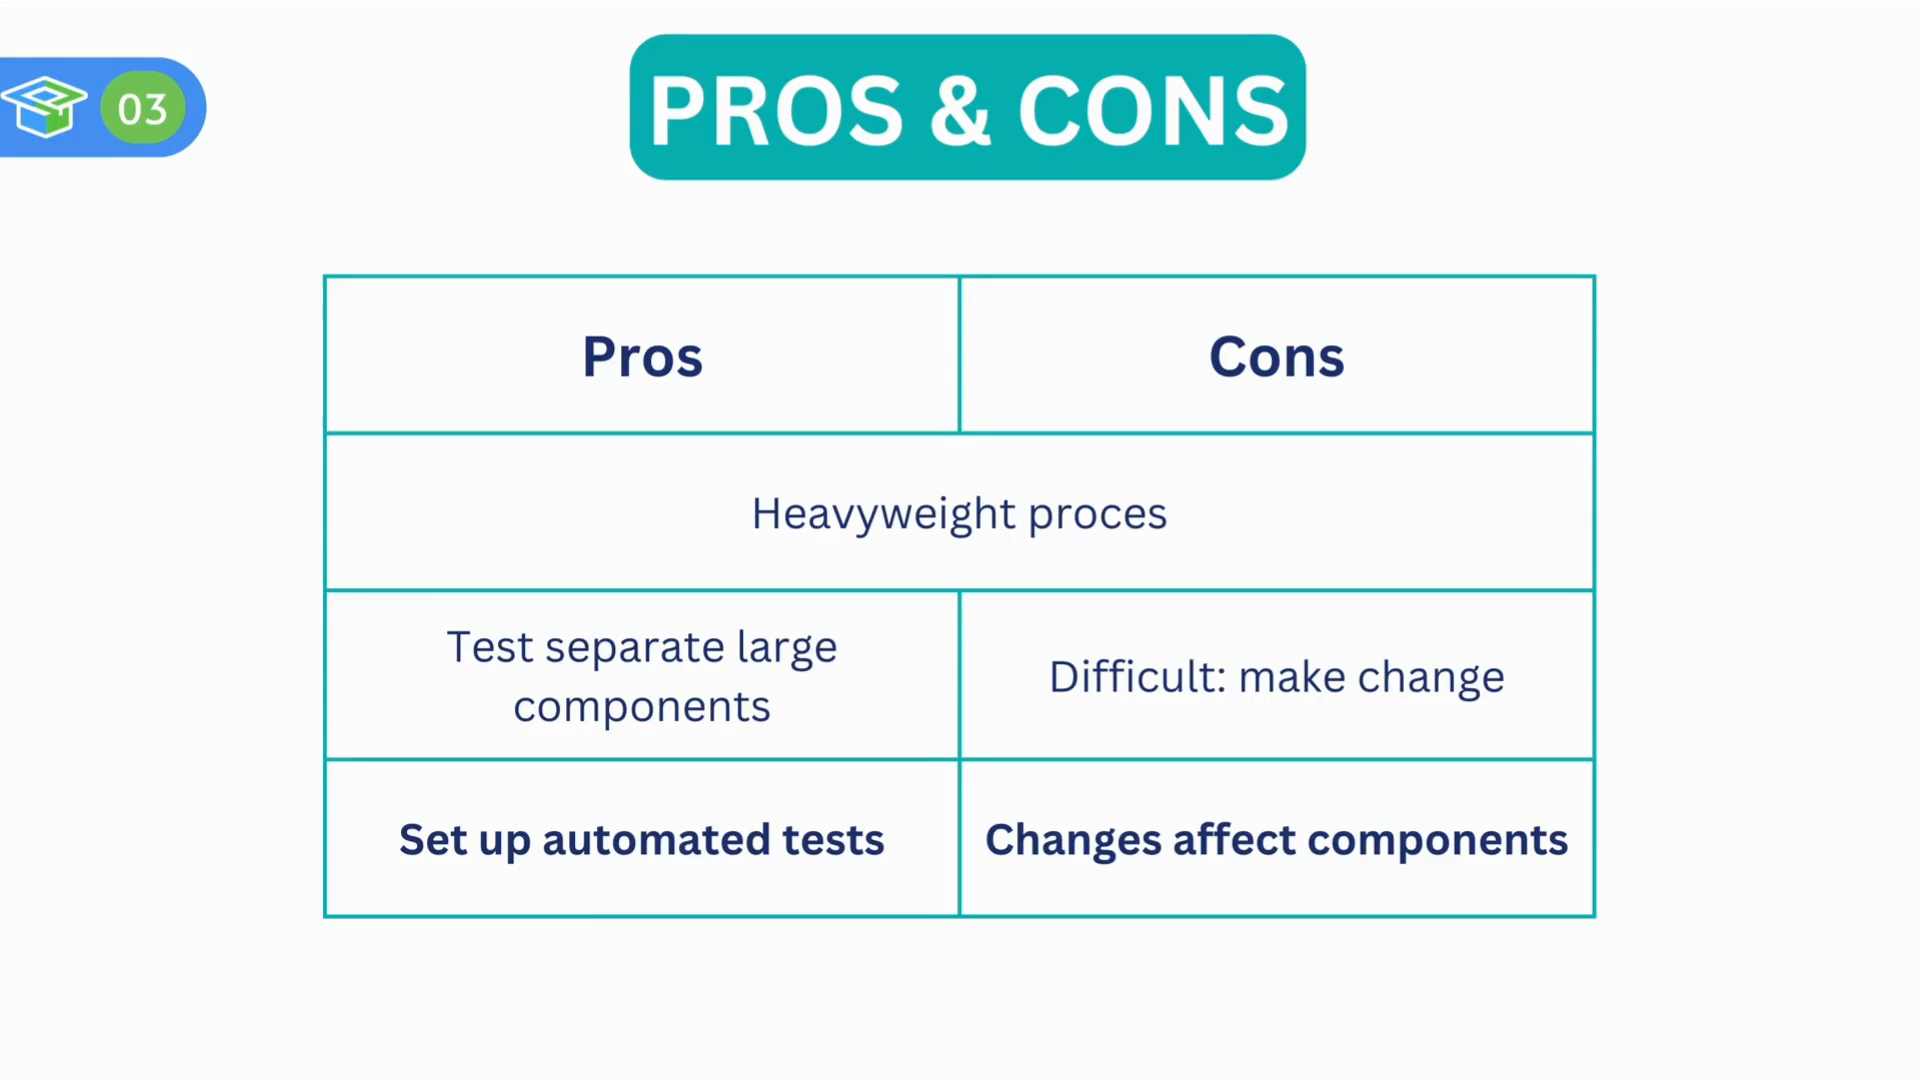 03
PROS & CONS
Pros
Cons
Heavyweight proces
Test separate large
components
Difficult: make change
Set up automated tests
Changes affect components